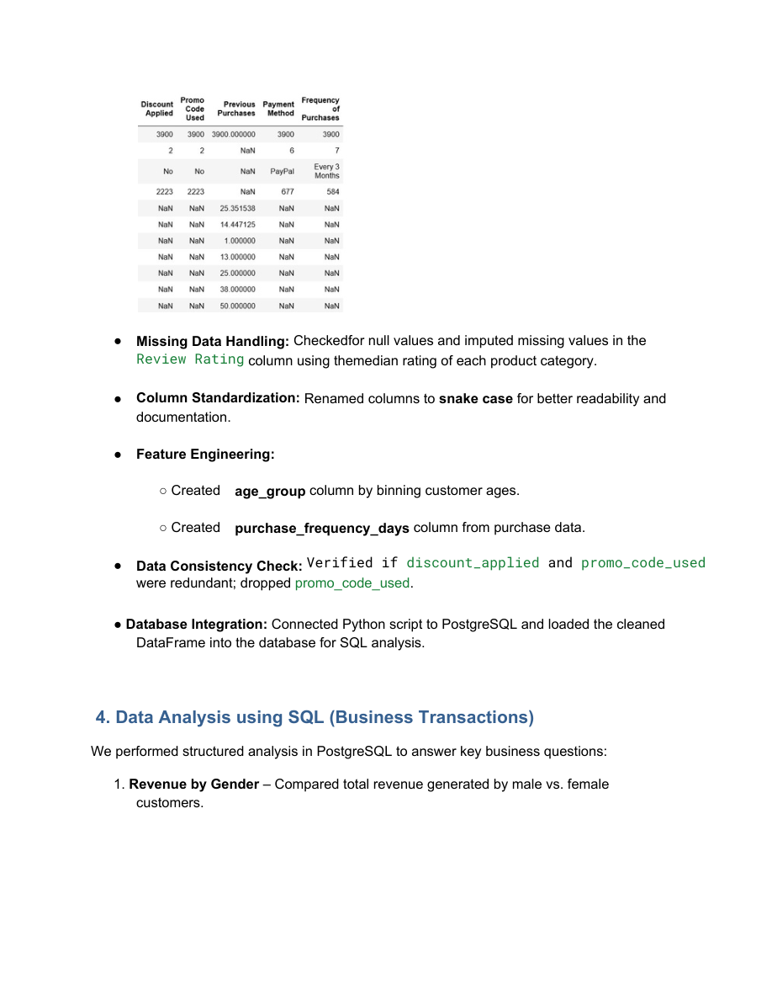 Discount Applied Promo Code Used Previous Purchases Payment Method Frequency of Purchases
3900 3900 3900.000000 3900 3900
2 2 NaN 6 7
No No NaN PayPal Every 3 Months
2223 2223 NaN 677 584
NaN NaN 25.351538 NaN NaN
NaN NaN 14.447125 NaN NaN
NaN NaN 1.000000 NaN NaN
NaN NaN 13.000000 NaN NaN
NaN NaN 25.000000 NaN NaN
NaN NaN 38.000000 NaN NaN
NaN NaN 50.000000 NaN NaN
● Missing Data Handling: Checkedfor null values and imputed missing values in the
Review Rating column using themedian rating of each product category.
● Column Standardization: Renamed columns to snake case for better readability and
documentation.
● Feature Engineering:
○ Created age_group column by binning customer ages.
○ Created purchase_frequency_days column from purchase data.
● Data Consistency Check: Verified if discount_applied and promo_code_used
were redundant; dropped promo_code_used.
● Database Integration: Connected Python script to PostgreSQL and loaded the cleaned
DataFrame into the database for SQL analysis.
4. Data Analysis using SQL (Business Transactions)
We performed structured analysis in PostgreSQL to answer key business questions:
1. Revenue by Gender – Compared total revenue generated by male vs. female
customers.